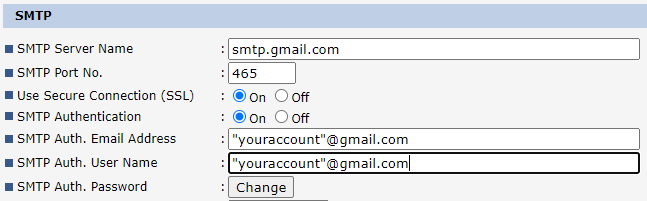 SMTP
SMTP Server Name : smtp.gmail.com
SMTP Port No. : 465
Use Secure Connection (SSL) : On Off
SMTP Authentication : On Off
SMTP Auth. Email Address : "youraccount"@gmail.com
SMTP Auth. User Name : "youraccount"@gmail.com
SMTP Auth. Password : Change